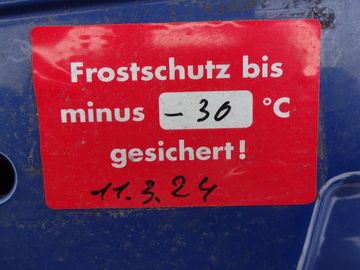 Frostschutz bis
minus – 30 °C
gesichert!
11.3.24